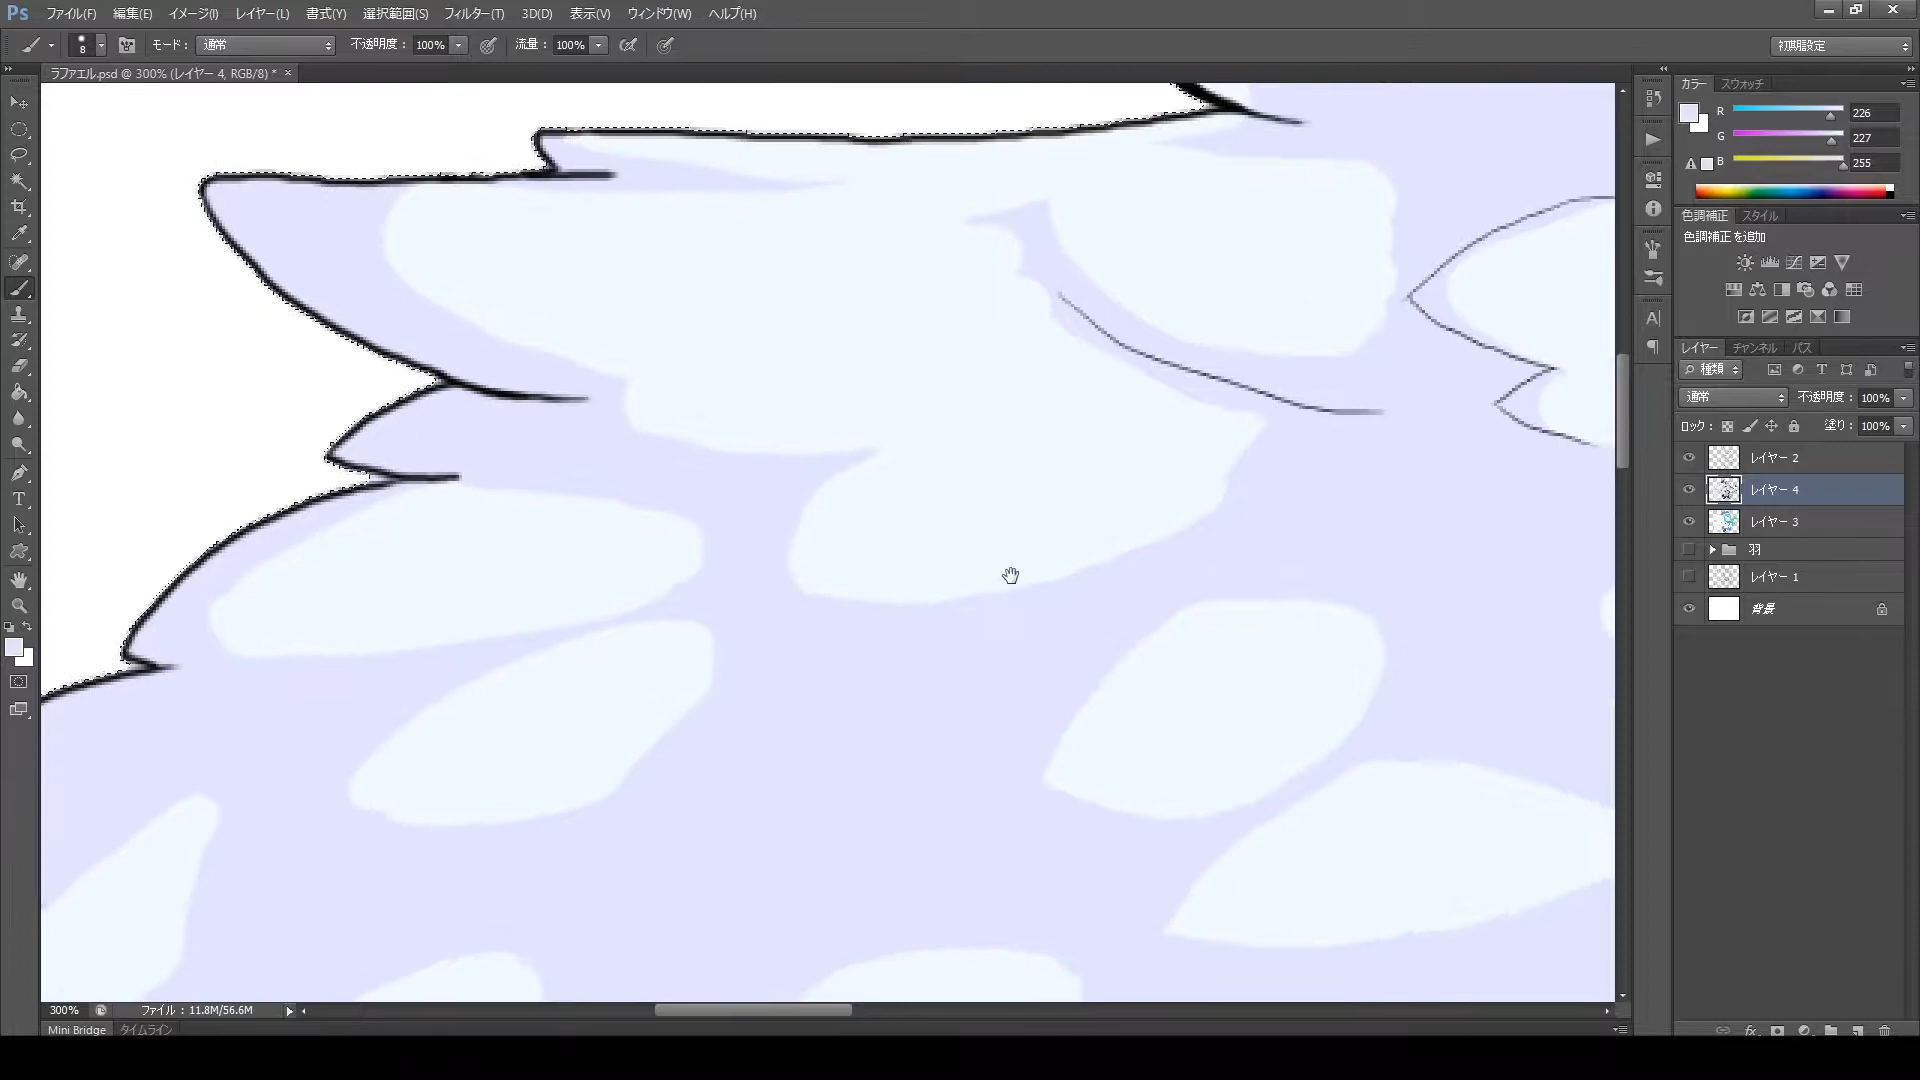 Ps ファイル(F) 編集(E) イメージ(I) レイヤー(L) 書式(Y) 選択範囲(S) フィルター(T) 3D(D) 表示(V) ウィンドウ(W) ヘルプ(H)
8 モード： 通常 不透明度： 100% 流量： 100% 初期設定
ラファエル.psd @ 300% (レイヤー 4, RGB/8) * ×
カラー スウォッチ
R 226
G 227
B 255
色調補正 スタイル
色調補正を追加
レイヤー チャンネル パス
種類
通常 不透明度： 100%
ロック： 塗り： 100%
レイヤー 2
レイヤー 4
レイヤー 3
羽
レイヤー 1
背景
300% ファイル：11.8M/56.6M
Mini Bridge タイムライン